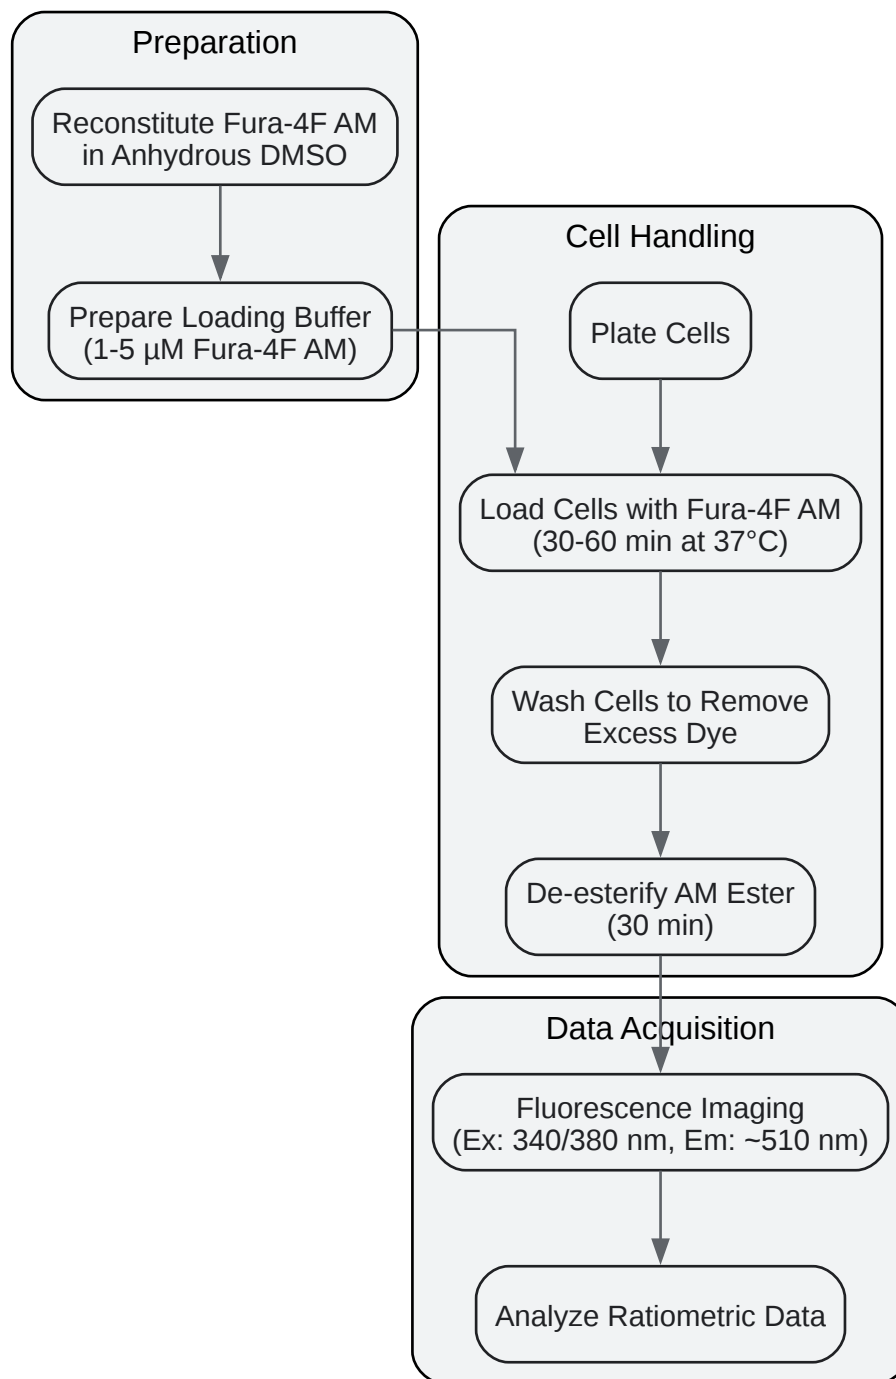 Preparation
Reconstitute Fura-4F AM
in Anhydrous DMSO
Prepare Loading Buffer
(1-5 µM Fura-4F AM)
Cell Handling
Plate Cells
Load Cells with Fura-4F AM
(30-60 min at 37°C)
Wash Cells to Remove
Excess Dye
De-esterify AM Ester
(30 min)
Data Acquisition
Fluorescence Imaging
(Ex: 340/380 nm, Em: ~510 nm)
Analyze Ratiometric Data